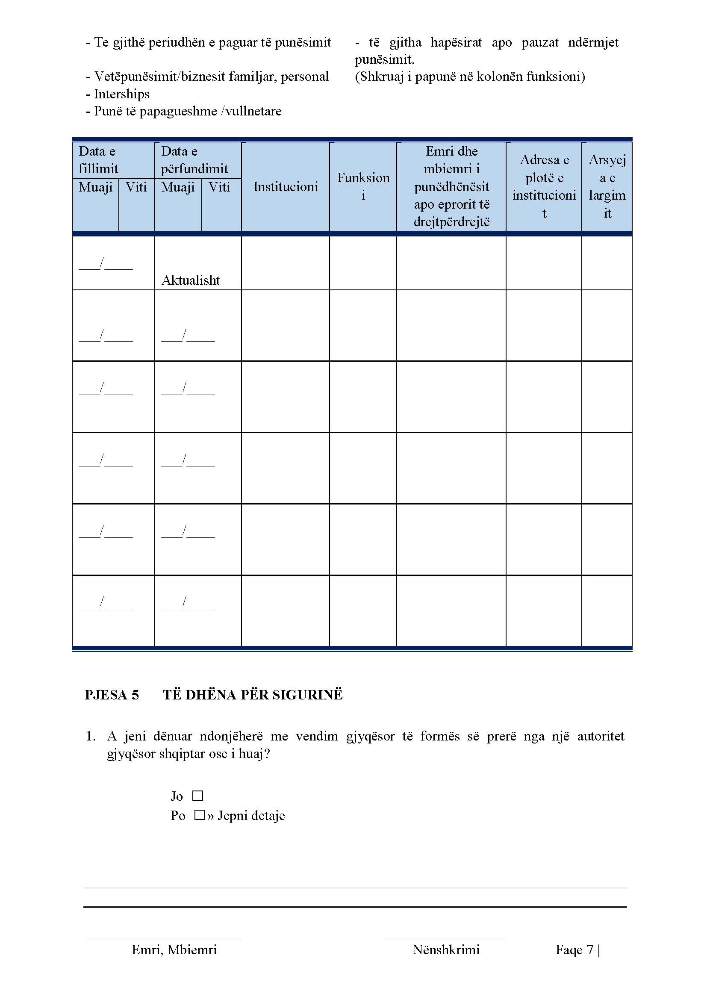 - Te gjithë periudhën e paguar të punësimit
- Vetëpunësimit/biznesit familjar, personal
- Interships
- Punë të papagueshme /vullnetare
- të gjitha hapësirat apo pauzat ndërmjet
punësimit.
(Shkruaj i papunë në kolonën funksioni)
Data e
fillimit
Data e
përfundimit
Muaji
Viti
Muaji
Viti
Institucioni
Funksion
i
Emri dhe
mbiemri i
punëdhënësit
apo eprorit të
drejtpërdrejtë
Adresa e
plotë e
institucioni
t
Arsyej
a e
largim
it
___/____
Aktualisht
___/____ ___/____
___/____ ___/____
___/____ ___/____
___/____ ___/____
___/____ ___/____
PJESA 5 TË DHËNA PËR SIGURINË
1. A jeni dënuar ndonjëherë me vendim gjyqësor të formës së prerë nga një autoritet
gjyqësor shqiptar ose i huaj?
Jo ☐
Po ☐» Jepni detaje
Emri, Mbiemri
Nënshkrimi
Faqe 7 |